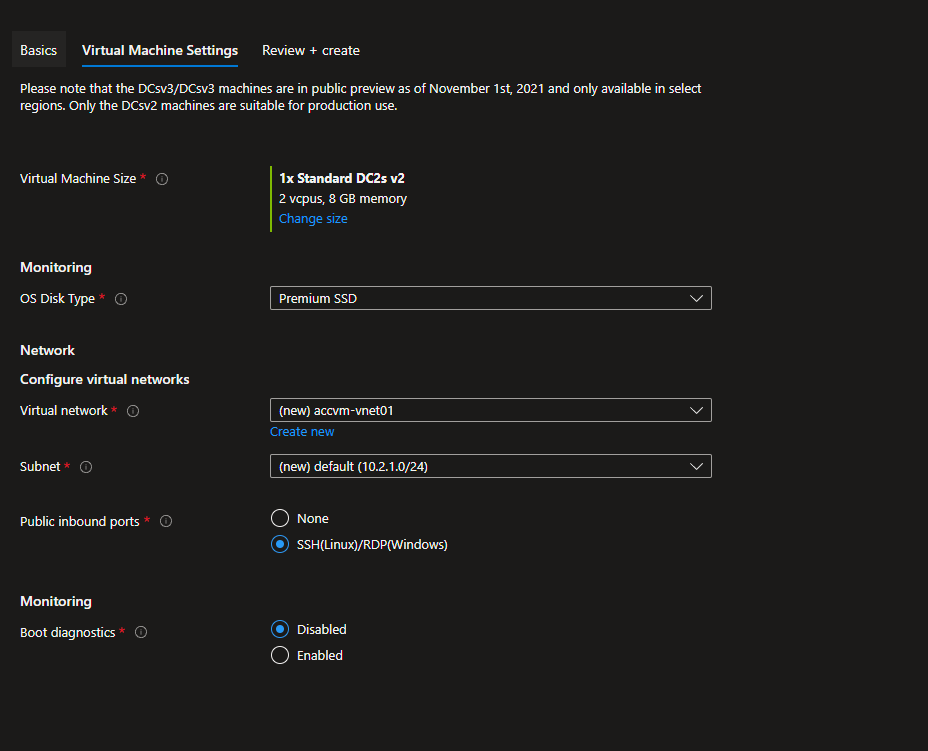 Basics
Virtual Machine Settings
Review + create
Please note that the DCsv3/DCsv3 machines are in public preview as of November 1st, 2021 and only available in select
regions. Only the DCsv2 machines are suitable for production use.
Virtual Machine Size *
1x Standard DC2s v2
2 vcpus, 8 GB memory
Change size
Monitoring
OS Disk Type *
Premium SSD
Network
Configure virtual networks
Virtual network *
(new) accvm-vnet01
Create new
Subnet *
(new) default (10.2.1.0/24)
Public inbound ports *
None
SSH(Linux)/RDP(Windows)
Monitoring
Boot diagnostics *
Disabled
Enabled